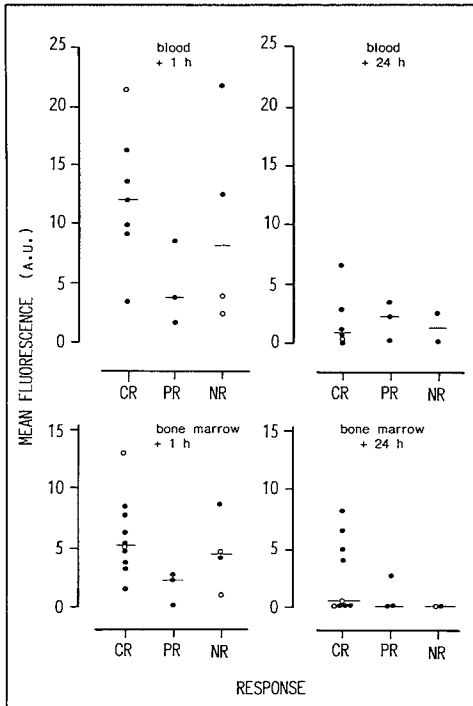 blood
+ 1 h
25
20
15
10
5
0
CR PR NR
blood
+ 24 h
25
20
15
10
5
0
CR PR NR
MEAN FLUORESCENCE (A.U.)
bone marrow
+ 1 h
15
10
5
0
CR PR NR
bone marrow
+ 24 h
15
10
5
0
CR PR NR
RESPONSE